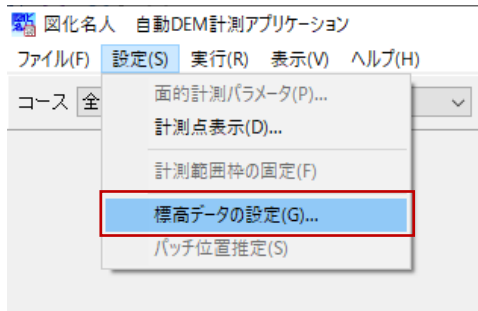 図化名人　自動DEM計測アプリケーション
ファイル(F) 設定(S) 実行(R) 表示(V) ヘルプ(H)
コース 全
面的計測パラメータ(P)...
計測点表示(D)...
計測範囲枠の固定(F)
標高データの設定(G)...
パッチ位置推定(S)